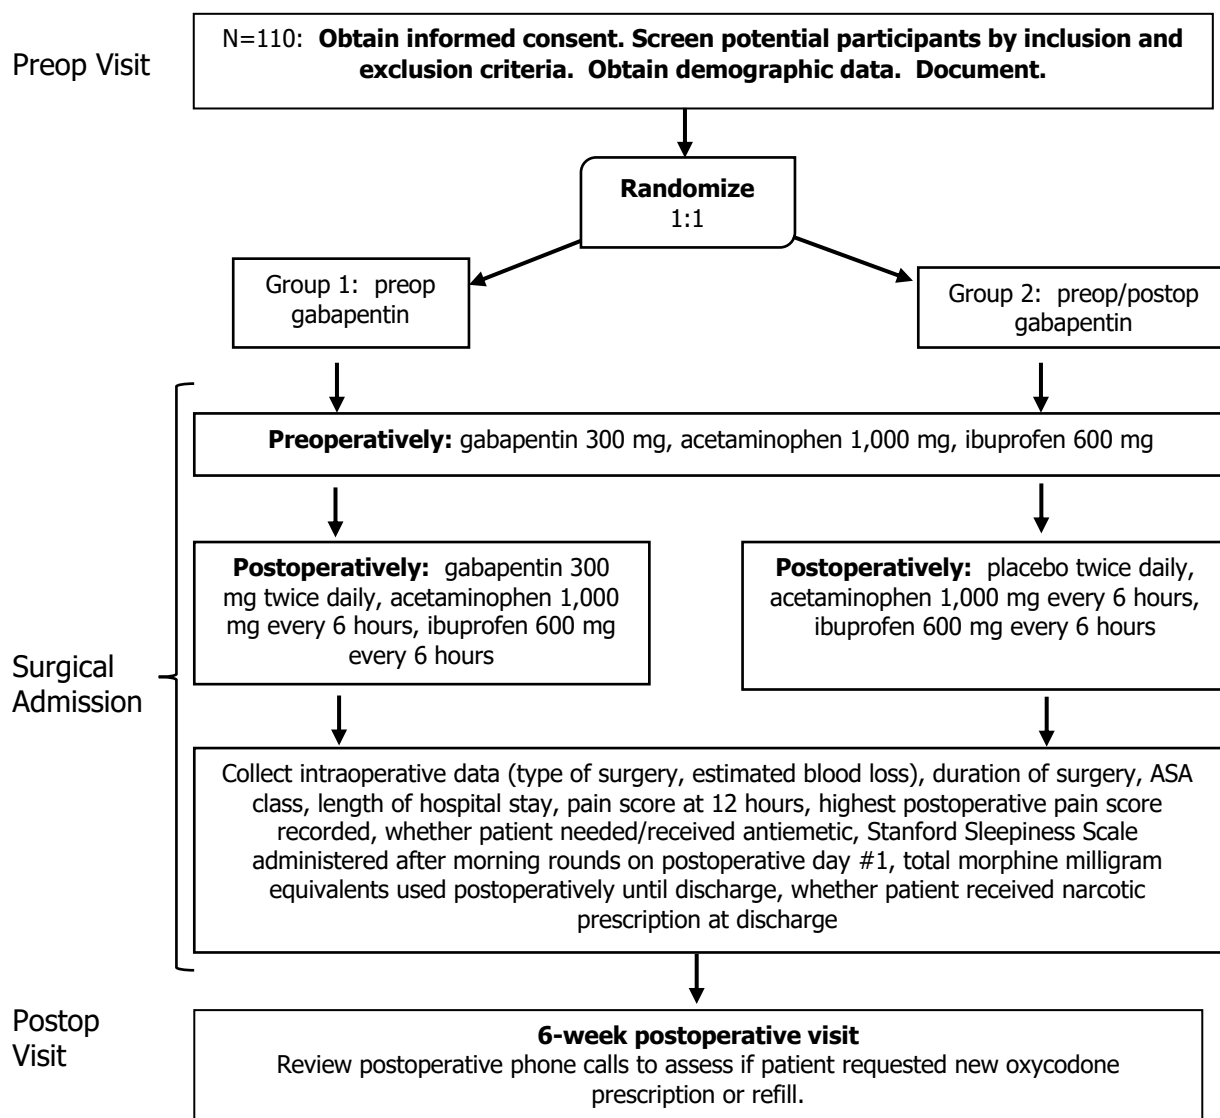 Preop Visit
N=110: Obtain informed consent. Screen potential participants by inclusion and
exclusion criteria. Obtain demographic data. Document.
Randomize
1:1
Group 1: preop
gabapentin
Group 2: preop/postop
gabapentin
Surgical
Admission
Preoperatively: gabapentin 300 mg, acetaminophen 1,000 mg, ibuprofen 600 mg
Postoperatively: gabapentin 300
mg twice daily, acetaminophen 1,000
mg every 6 hours, ibuprofen 600 mg
every 6 hours
Postoperatively: placebo twice daily,
acetaminophen 1,000 mg every 6 hours,
ibuprofen 600 mg every 6 hours
Collect intraoperative data (type of surgery, estimated blood loss), duration of surgery, ASA
class, length of hospital stay, pain score at 12 hours, highest postoperative pain score
recorded, whether patient needed/received antiemetic, Stanford Sleepiness Scale
administered after morning rounds on postoperative day #1, total morphine milligram
equivalents used postoperatively until discharge, whether patient received narcotic
prescription at discharge
Postop
Visit
6-week postoperative visit
Review postoperative phone calls to assess if patient requested new oxycodone
prescription or refill.